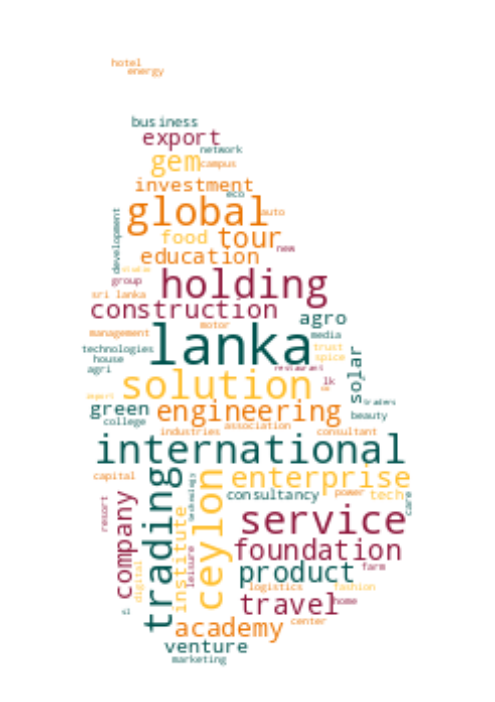 hotel
energy
business
export
network
gem
campus
investment
eco
global
auto
development
food
tour
new
education
group
holding
sri lanka
construction
agro
motor
management
lanka
media
technologies
trust
house
spice
agri
restaurant
solar
solution
lk
traders
green
engineering
beauty
college
association
industries
consultant
international
capital
trading
ceylon
technology
enterprise
consultancy
power
tech
care
resort
company
institute
service
digital
leisure
foundation
product
farm
logistics
fashion
travel
home
sl
academy
center
venture
marketing